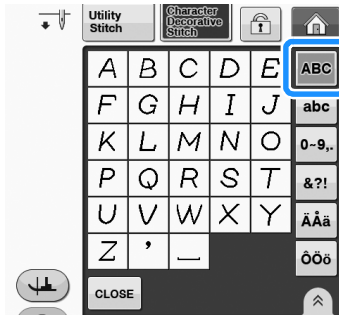 Utility
Stitch
Character
Decorative
Stitch
A B C D E ABC
F G H I J abc
K L M N O 0~9,.
P Q R S T &?!
U V W X Y ÄÅä
Z ’ _ ÔÖö
CLOSE